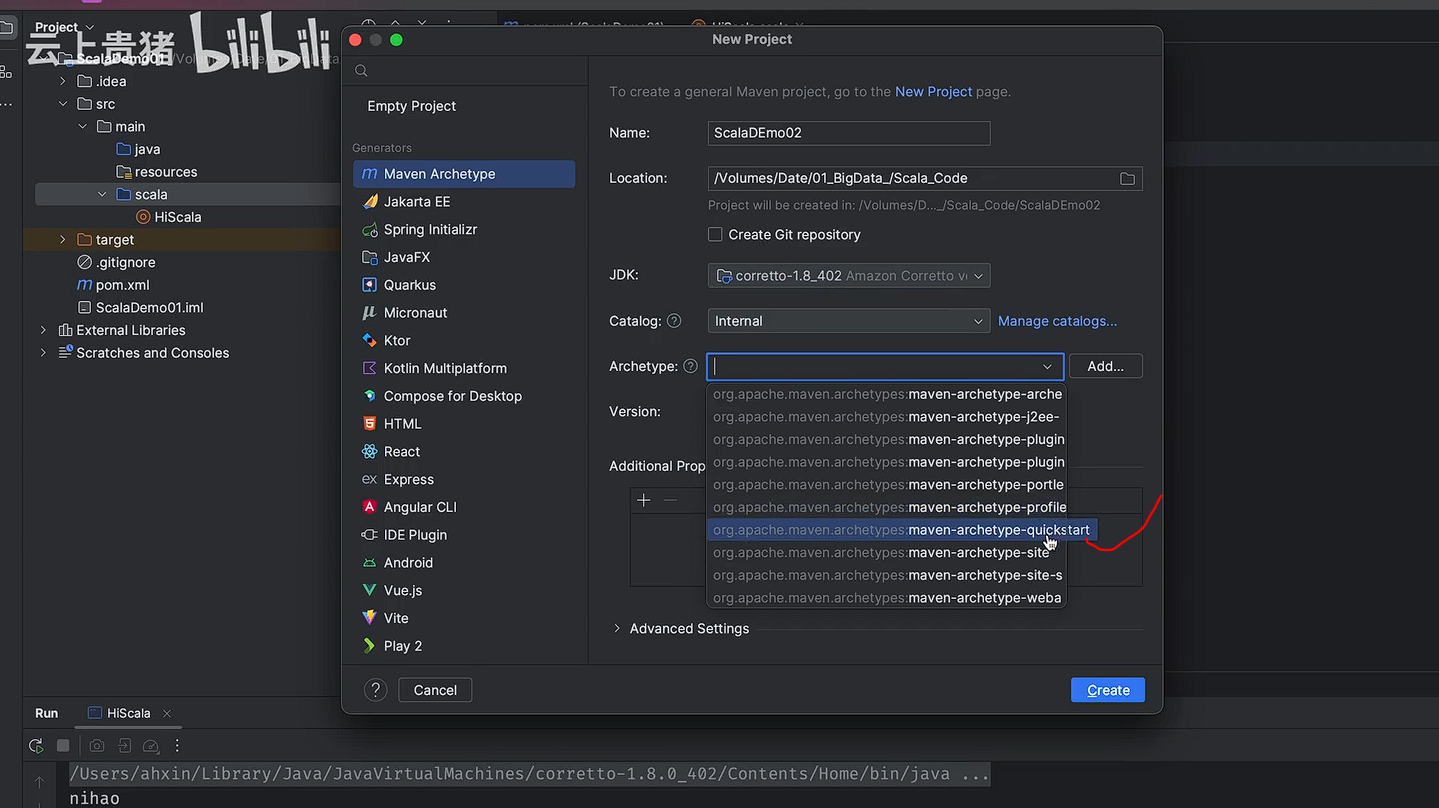 Project
云上贵猪 bilibili
New Project
ScalaDemo01
.idea
src
main
java
resources
scala
HiScala
target
.gitignore
pom.xml
ScalaDemo01.iml
External Libraries
Scratches and Consoles
Empty Project
Generators
Maven Archetype
Jakarta EE
Spring Initializr
JavaFX
Quarkus
Micronaut
Ktor
Kotlin Multiplatform
Compose for Desktop
HTML
React
Express
Angular CLI
IDE Plugin
Android
Vue.js
Vite
Play 2
To create a general Maven project, go to the New Project page.
Name: ScalaDEmo02
Location: /Volumes/Date/01_BigData_/Scala_Code
Project will be created in: /Volumes/D..._/Scala_Code/ScalaDEmo02
Create Git repository
JDK: corretto-1.8_402 Amazon Corretto
Catalog: Internal Manage catalogs...
Archetype: Add...
org.apache.maven.archetypes:maven-archetype-arche
Version: org.apache.maven.archetypes:maven-archetype-j2ee-
org.apache.maven.archetypes:maven-archetype-plugin
org.apache.maven.archetypes:maven-archetype-plugin
Additional Prop
org.apache.maven.archetypes:maven-archetype-portle
org.apache.maven.archetypes:maven-archetype-profile
org.apache.maven.archetypes:maven-archetype-quickstart
org.apache.maven.archetypes:maven-archetype-site
org.apache.maven.archetypes:maven-archetype-site-s
org.apache.maven.archetypes:maven-archetype-weba
Advanced Settings
? Cancel Create
Run HiScala
/Users/ahxin/Library/Java/JavaVirtualMachines/corretto-1.8.0_402/Contents/Home/bin/java ...
nihao